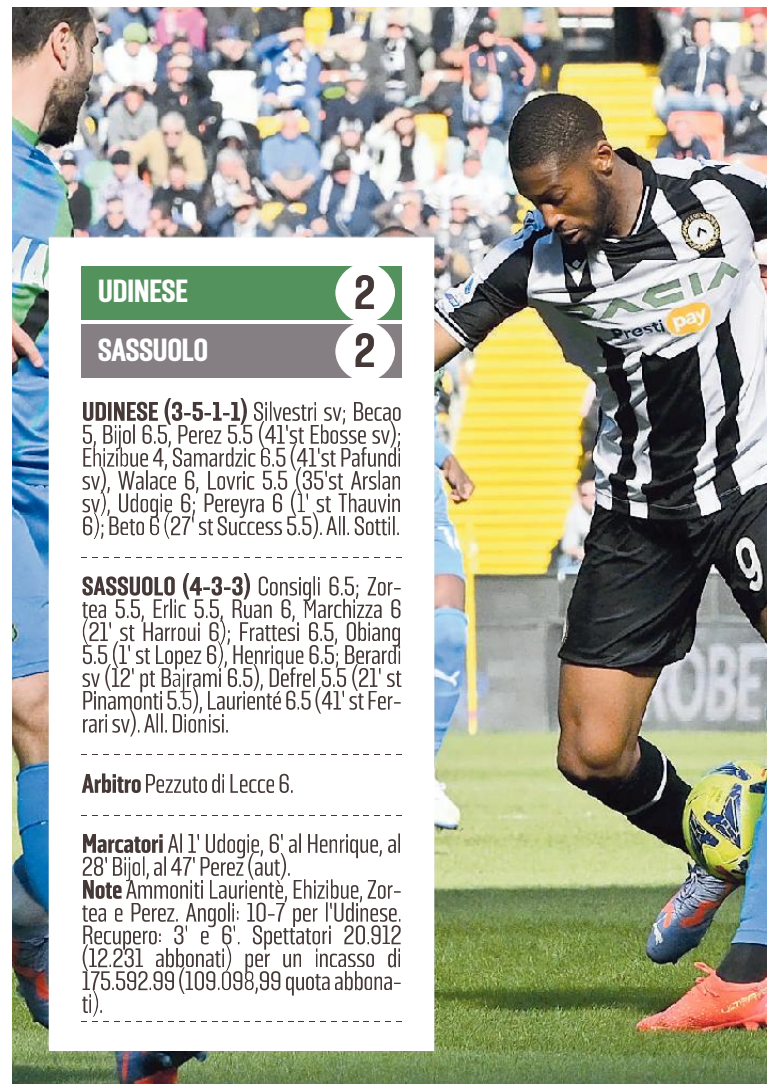 UDINESE 2
SASSUOLO 2
UDINESE (3-5-1-1) Silvestri sv; Becao
5, Bijol 6.5, Perez 5.5 (41'st Ebosse sv);
Ehizibue 4, Samardzic 6.5 (41'st Pafundi
sv), Walace 6, Lovric 5.5 (35'st Arslan
sv), Udogie 6; Pereyra 6 (1' st Thauvin
6); Beto 6 (27' st Success 5.5). All. Sottil.
SASSUOLO (4-3-3) Consigli 6.5; Zor-
tea 5.5, Erlic 5.5, Ruan 6, Marchizza 6
(21' st Harroui 6); Frattesi 6.5, Obiang
5.5 (1' st Lopez 6), Henrique 6.5; Berardi
sv (12' pt Bajrami 6.5), Defrel 5.5 (21' st
Pinamonti 5.5), Laurienté 6.5 (41' st Fer-
rari sv). All. Dionisi.
Arbitro Pezzuto di Lecce 6.
Marcatori Al 1' Udogie, 6' al Henrique, al
28' Bijol, al 47' Perez (aut).
Note Ammoniti Laurientè, Ehizibue, Zor-
tea e Perez. Angoli: 10-7 per l'Udinese.
Recupero: 3' e 6'. Spettatori 20.912
(12.231 abbonati) per un incasso di
175.592.99 (109.098,99 quota abbona-
ti).
DACIA
Prestipay
9